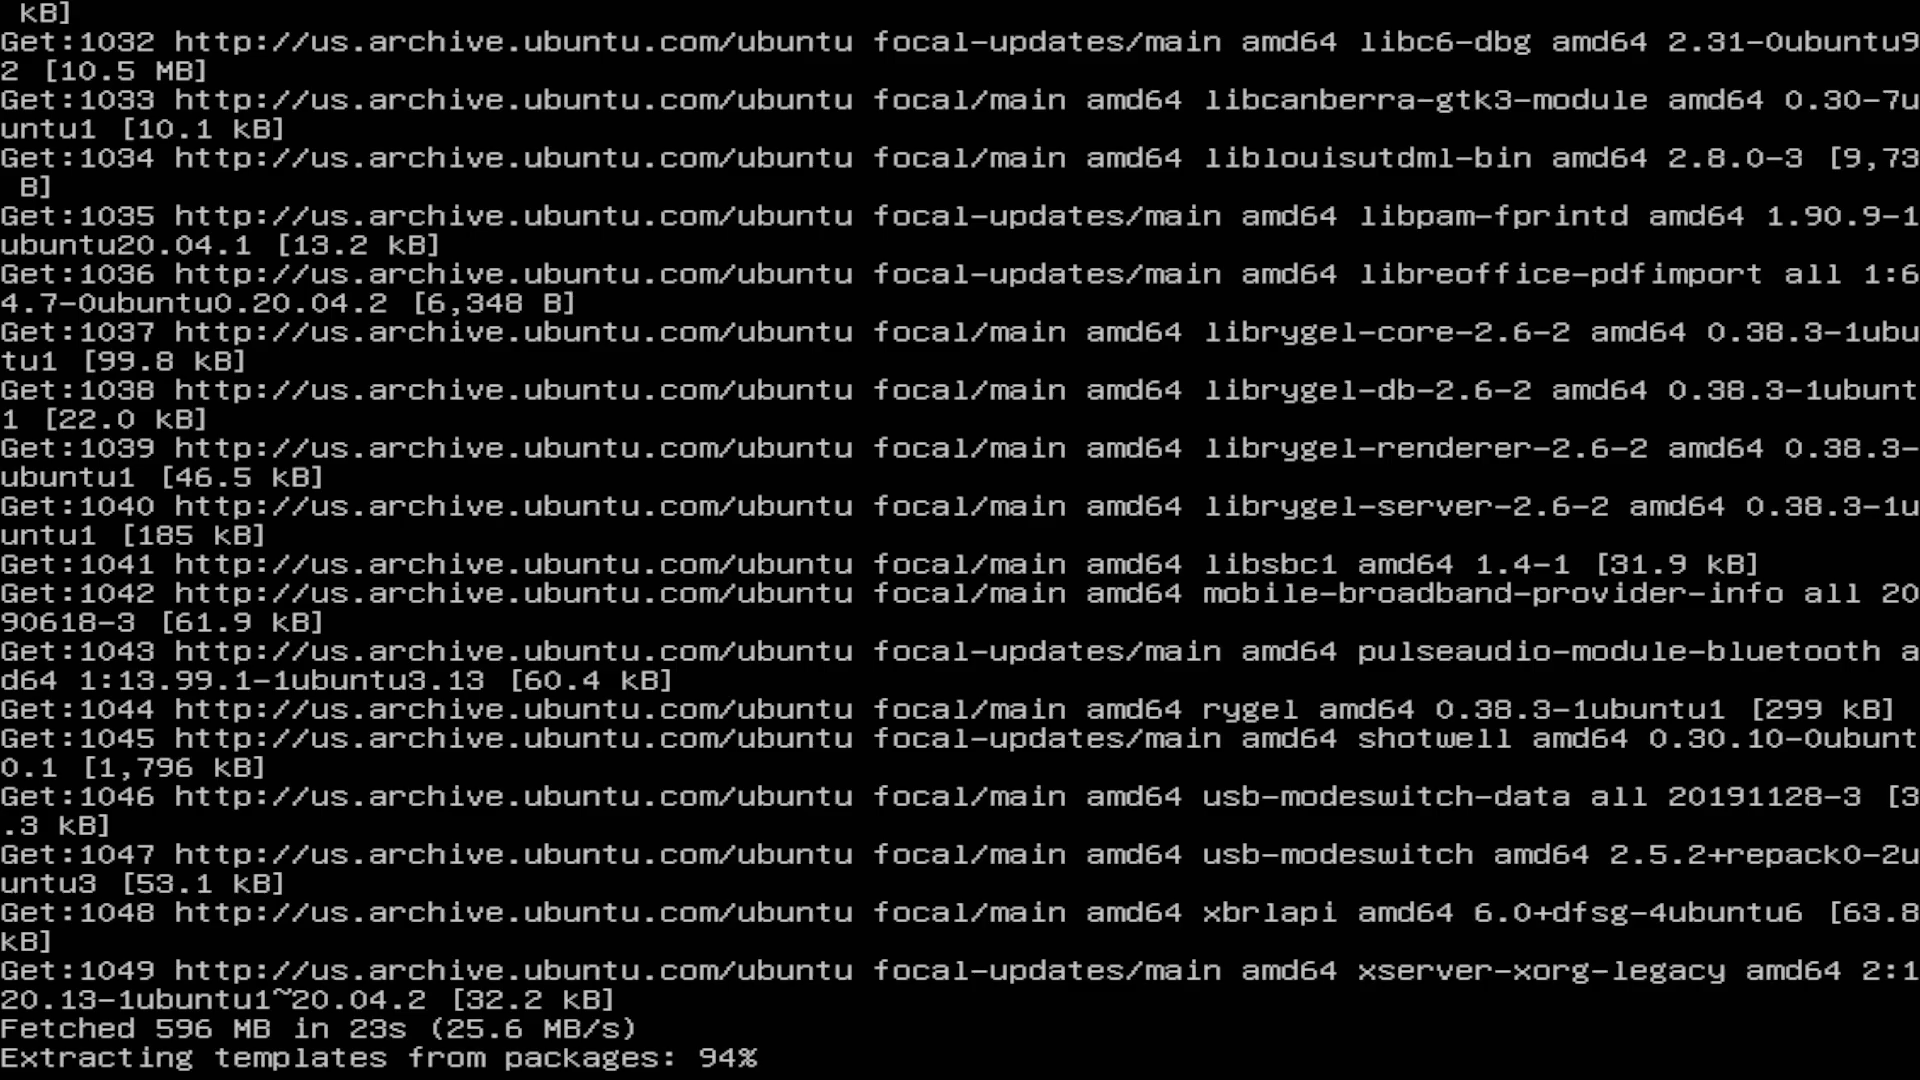 kB]
Get:1032 http://us.archive.ubuntu.com/ubuntu focal-updates/main amd64 libc6-dbg amd64 2.31-0ubuntu9
2 [10.5 MB]
Get:1033 http://us.archive.ubuntu.com/ubuntu focal/main amd64 libcanberra-gtk3-module amd64 0.30-7u
untu1 [10.1 kB]
Get:1034 http://us.archive.ubuntu.com/ubuntu focal/main amd64 liblouisutdml-bin amd64 2.8.0-3 [9,73
 B]
Get:1035 http://us.archive.ubuntu.com/ubuntu focal-updates/main amd64 libpam-fprintd amd64 1.90.9-1
ubuntu20.04.1 [13.2 kB]
Get:1036 http://us.archive.ubuntu.com/ubuntu focal-updates/main amd64 libreoffice-pdfimport all 1:6
4.7-0ubuntu0.20.04.2 [6,348 B]
Get:1037 http://us.archive.ubuntu.com/ubuntu focal/main amd64 librygel-core-2.6-2 amd64 0.38.3-1ubu
tu1 [99.8 kB]
Get:1038 http://us.archive.ubuntu.com/ubuntu focal/main amd64 librygel-db-2.6-2 amd64 0.38.3-1ubunt
1 [22.0 kB]
Get:1039 http://us.archive.ubuntu.com/ubuntu focal/main amd64 librygel-renderer-2.6-2 amd64 0.38.3-
ubuntu1 [46.5 kB]
Get:1040 http://us.archive.ubuntu.com/ubuntu focal/main amd64 librygel-server-2.6-2 amd64 0.38.3-1u
untu1 [185 kB]
Get:1041 http://us.archive.ubuntu.com/ubuntu focal/main amd64 libsbc1 amd64 1.4-1 [31.9 kB]
Get:1042 http://us.archive.ubuntu.com/ubuntu focal/main amd64 mobile-broadband-provider-info all 20
90618-3 [61.9 kB]
Get:1043 http://us.archive.ubuntu.com/ubuntu focal-updates/main amd64 pulseaudio-module-bluetooth a
d64 1:13.99.1-1ubuntu3.13 [60.4 kB]
Get:1044 http://us.archive.ubuntu.com/ubuntu focal/main amd64 rygel amd64 0.38.3-1ubuntu1 [299 kB]
Get:1045 http://us.archive.ubuntu.com/ubuntu focal-updates/main amd64 shotwell amd64 0.30.10-0ubunt
0.1 [1,796 kB]
Get:1046 http://us.archive.ubuntu.com/ubuntu focal/main amd64 usb-modeswitch-data all 20191128-3 [3
.3 kB]
Get:1047 http://us.archive.ubuntu.com/ubuntu focal/main amd64 usb-modeswitch amd64 2.5.2+repack0-2u
untu3 [53.1 kB]
Get:1048 http://us.archive.ubuntu.com/ubuntu focal/main amd64 xbrlapi amd64 6.0+dfsg-4ubuntu6 [63.8
kB]
Get:1049 http://us.archive.ubuntu.com/ubuntu focal-updates/main amd64 xserver-xorg-legacy amd64 2:1
20.13-1ubuntu1~20.04.2 [32.2 kB]
Fetched 596 MB in 23s (25.6 MB/s)
Extracting templates from packages: 94%